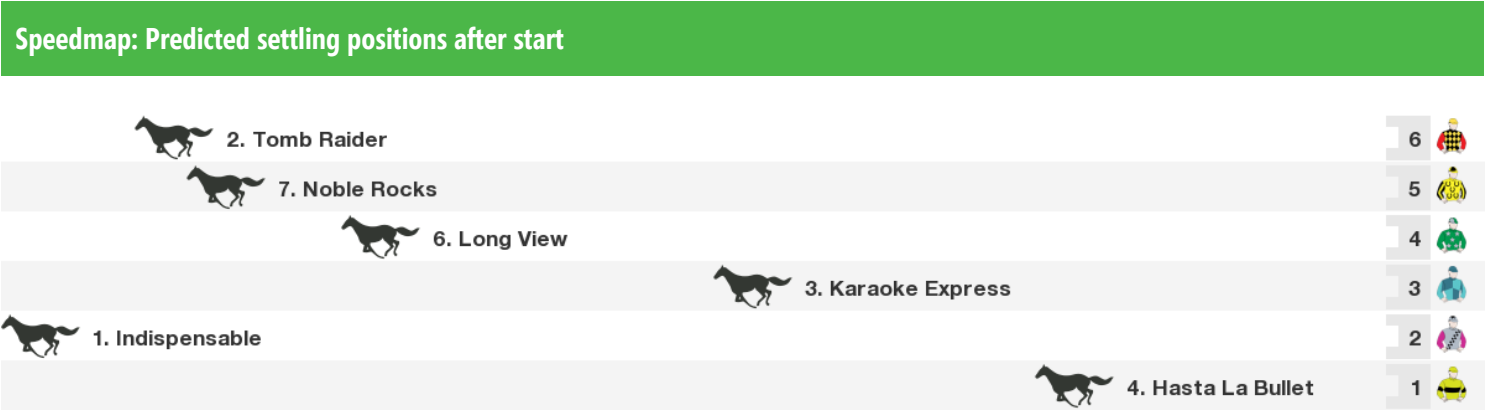 Speedmap: Predicted settling positions after start
2. Tomb Raider 6
7. Noble Rocks 5
6. Long View 4
3. Karaoke Express 3
1. Indispensable 2
4. Hasta La Bullet 1